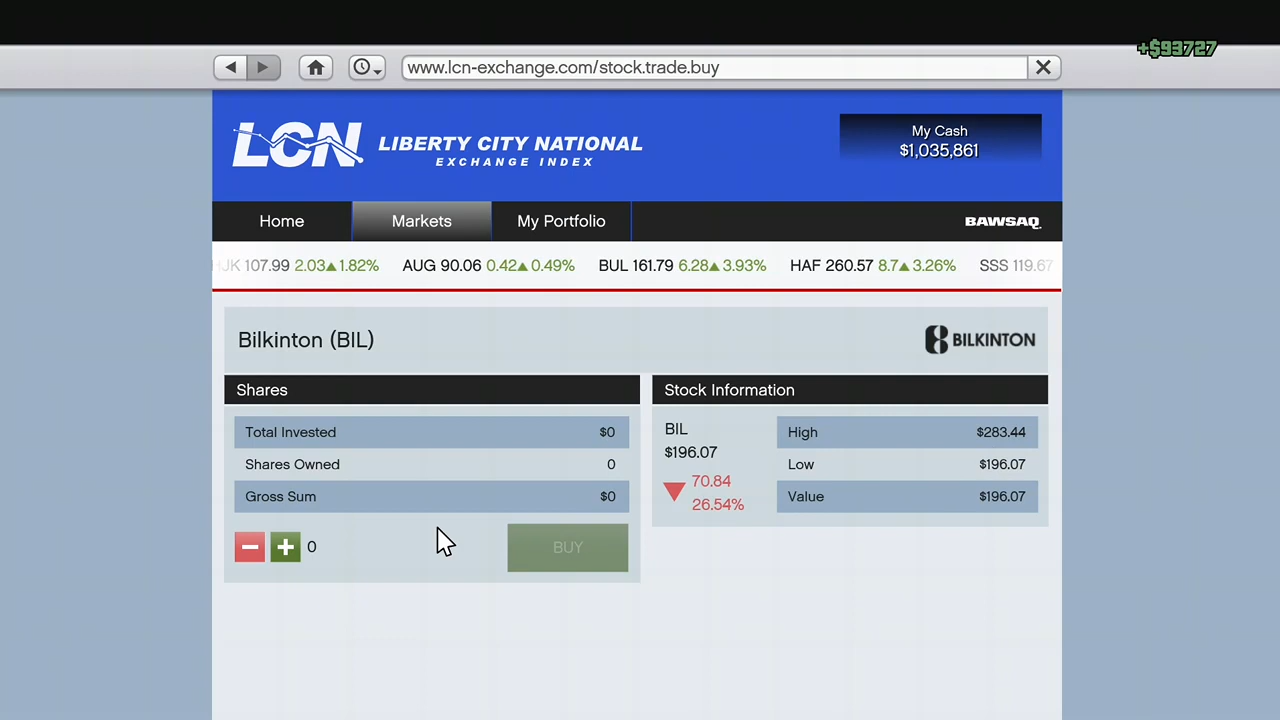 +$93727
www.lcn-exchange.com/stock.trade.buy
LCN LIBERTY CITY NATIONAL
EXCHANGE INDEX
My Cash
$1,035,861
Home Markets My Portfolio BAWSAQ
HJK 107.99 2.03▲1.82% AUG 90.06 0.42▲0.49% BUL 161.79 6.28▲3.93% HAF 260.57 8.7▲3.26% SSS 119.67
Bilkinton (BIL) BILKINTON
Shares
Total Invested $0
Shares Owned 0
Gross Sum $0
0 BUY
Stock Information
BIL
$196.07
70.84
26.54%
High $283.44
Low $196.07
Value $196.07